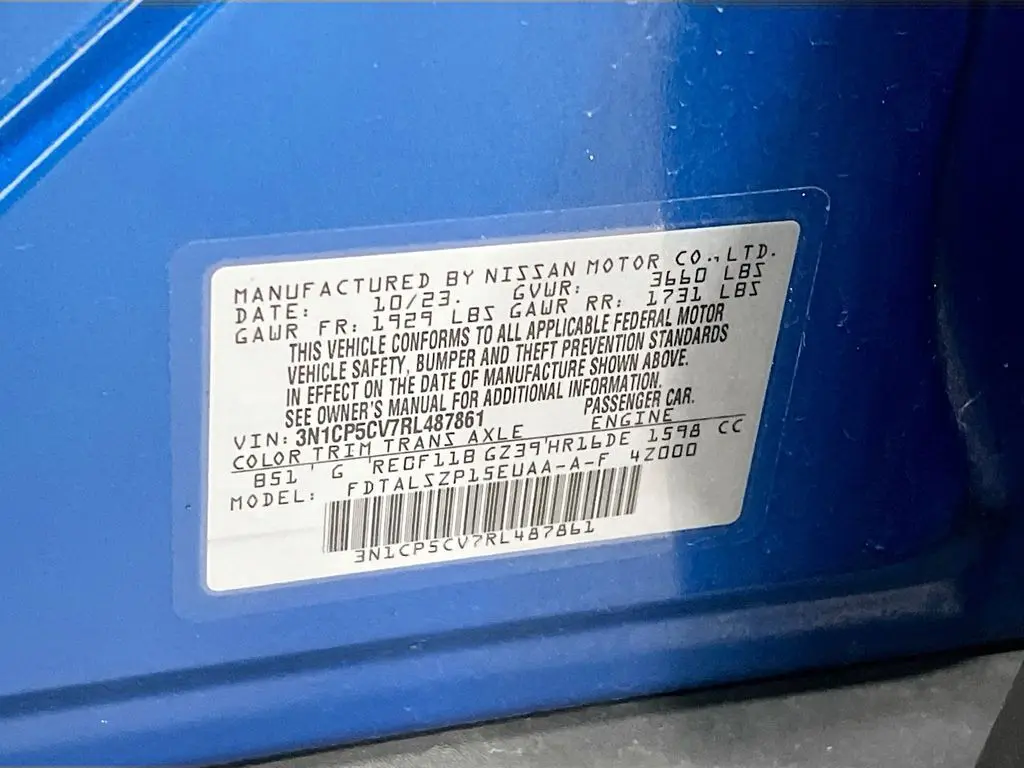 MANUFACTURED BY NISSAN MOTOR CO.,LTD.
DATE: 10/23. GVWR: 3660 LBS
GAWR FR: 1929 LBS GAWR RR: 1731 LBS
THIS VEHICLE CONFORMS TO ALL APPLICABLE FEDERAL MOTOR
VEHICLE SAFETY, BUMPER AND THEFT PREVENTION STANDARDS
IN EFFECT ON THE DATE OF MANUFACTURE SHOWN ABOVE.
SEE OWNER'S MANUAL FOR ADDITIONAL INFORMATION.
VIN: 3N1CP5CV7RL487861 PASSENGER CAR.
COLOR TRIM TRANS AXLE ENGINE
B51 ' G RE0F11B GZ39'HR16DE 1598 CC
MODEL: FDTALSZP15EUAA-A-F 4Z000
3N1CP5CV7RL487861